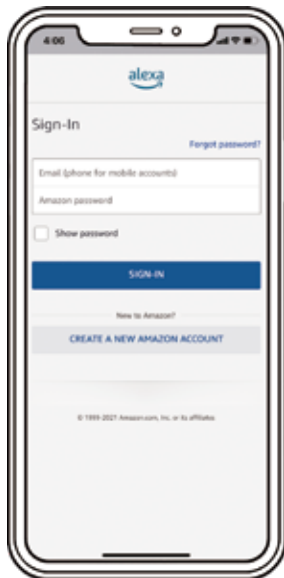 4:06
alexa
Sign-In
Forgot password?
Email (phone for mobile accounts)
Amazon password
Show password
SIGN-IN
New to Amazon?
CREATE A NEW AMAZON ACCOUNT
© 1999-2021 Amazon.com, Inc. or its affiliates